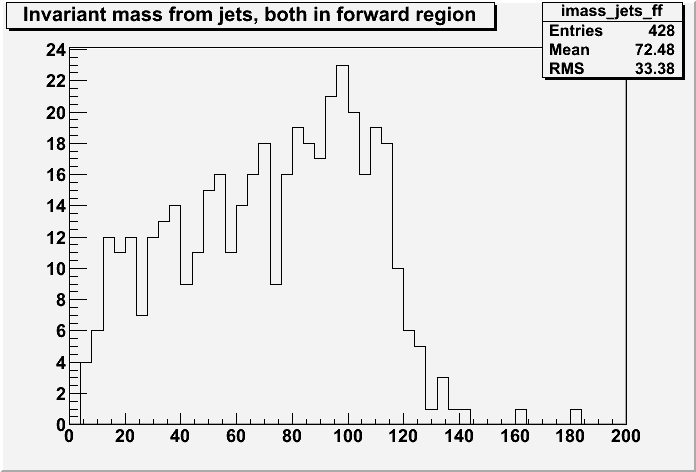 Invariant mass from jets, both in forward region
imass_jets_ff
Entries 428
Mean 72.48
RMS 33.38
24
22
20
18
16
14
12
10
8
6
4
2
0
0 20 40 60 80 100 120 140 160 180 200